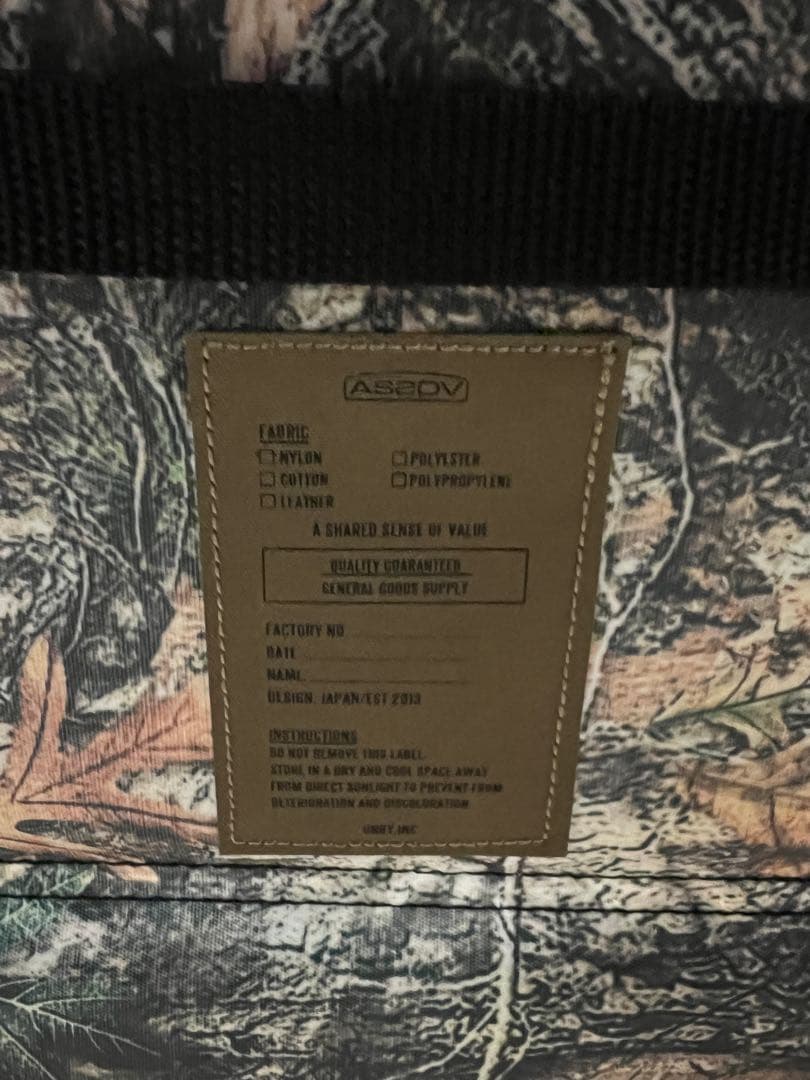 AS2OV
FABRIC
NYLON POLYESTER
COTTON POLYPROPYLENE
LEATHER
A SHARED SENSE OF VALUE
QUALITY GUARANTEED
GENERAL GOODS SUPPLY
FACTORY NO
DATE
NAME
DESIGN: JAPAN/EST 2013
INSTRUCTIONS
DO NOT REMOVE THIS LABEL
STORE IN A DRY AND COOL SPACE AWAY
FROM DIRECT SUNLIGHT TO PREVENT FROM
DETERIORATION AND DISCOLORATION
UNBY INC